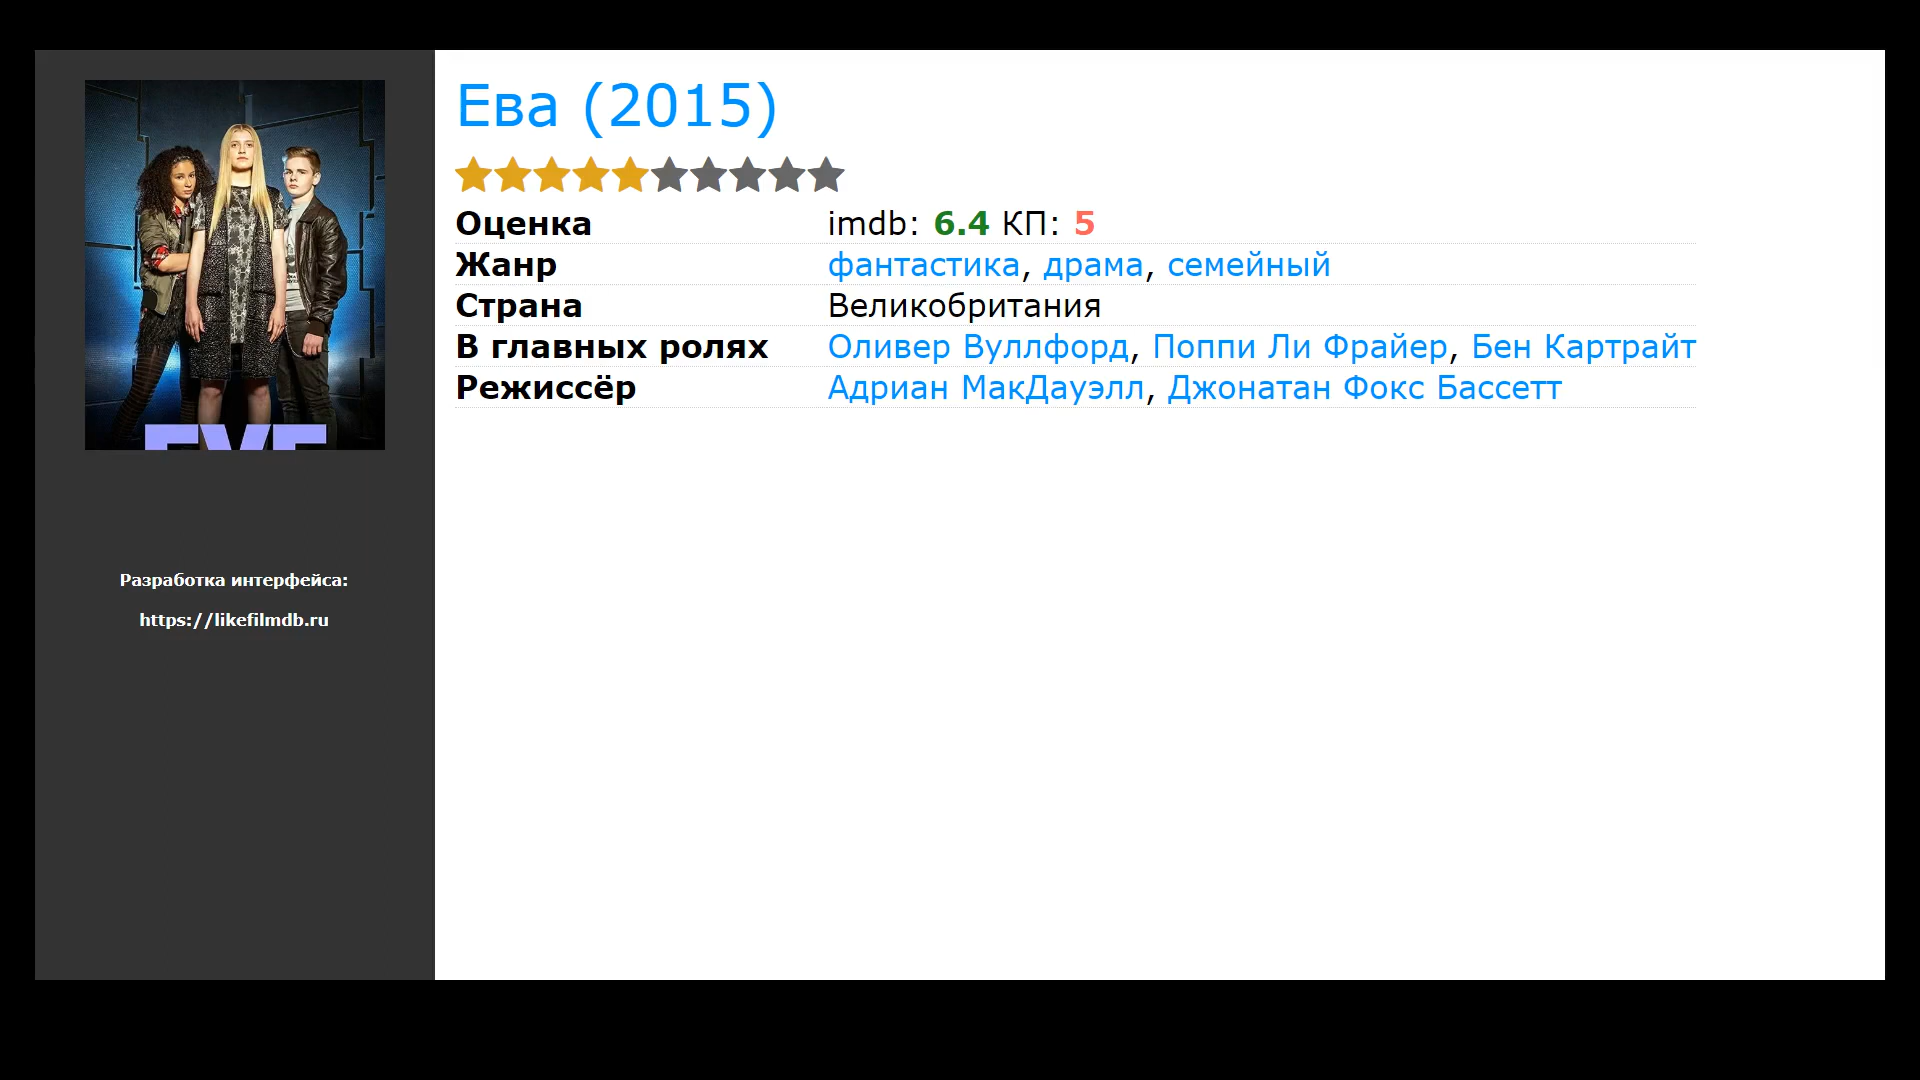 Ева (2015)
Оценка imdb: 6.4 КП: 5
Жанр фантастика, драма, семейный
Страна Великобритания
В главных ролях Оливер Вуллфорд, Поппи Ли Фрайер, Бен Картрайт
Режиссёр Адриан МакДауэлл, Джонатан Фокс Бассетт
EVE
Разработка интерфейса:
https://likefilmdb.ru